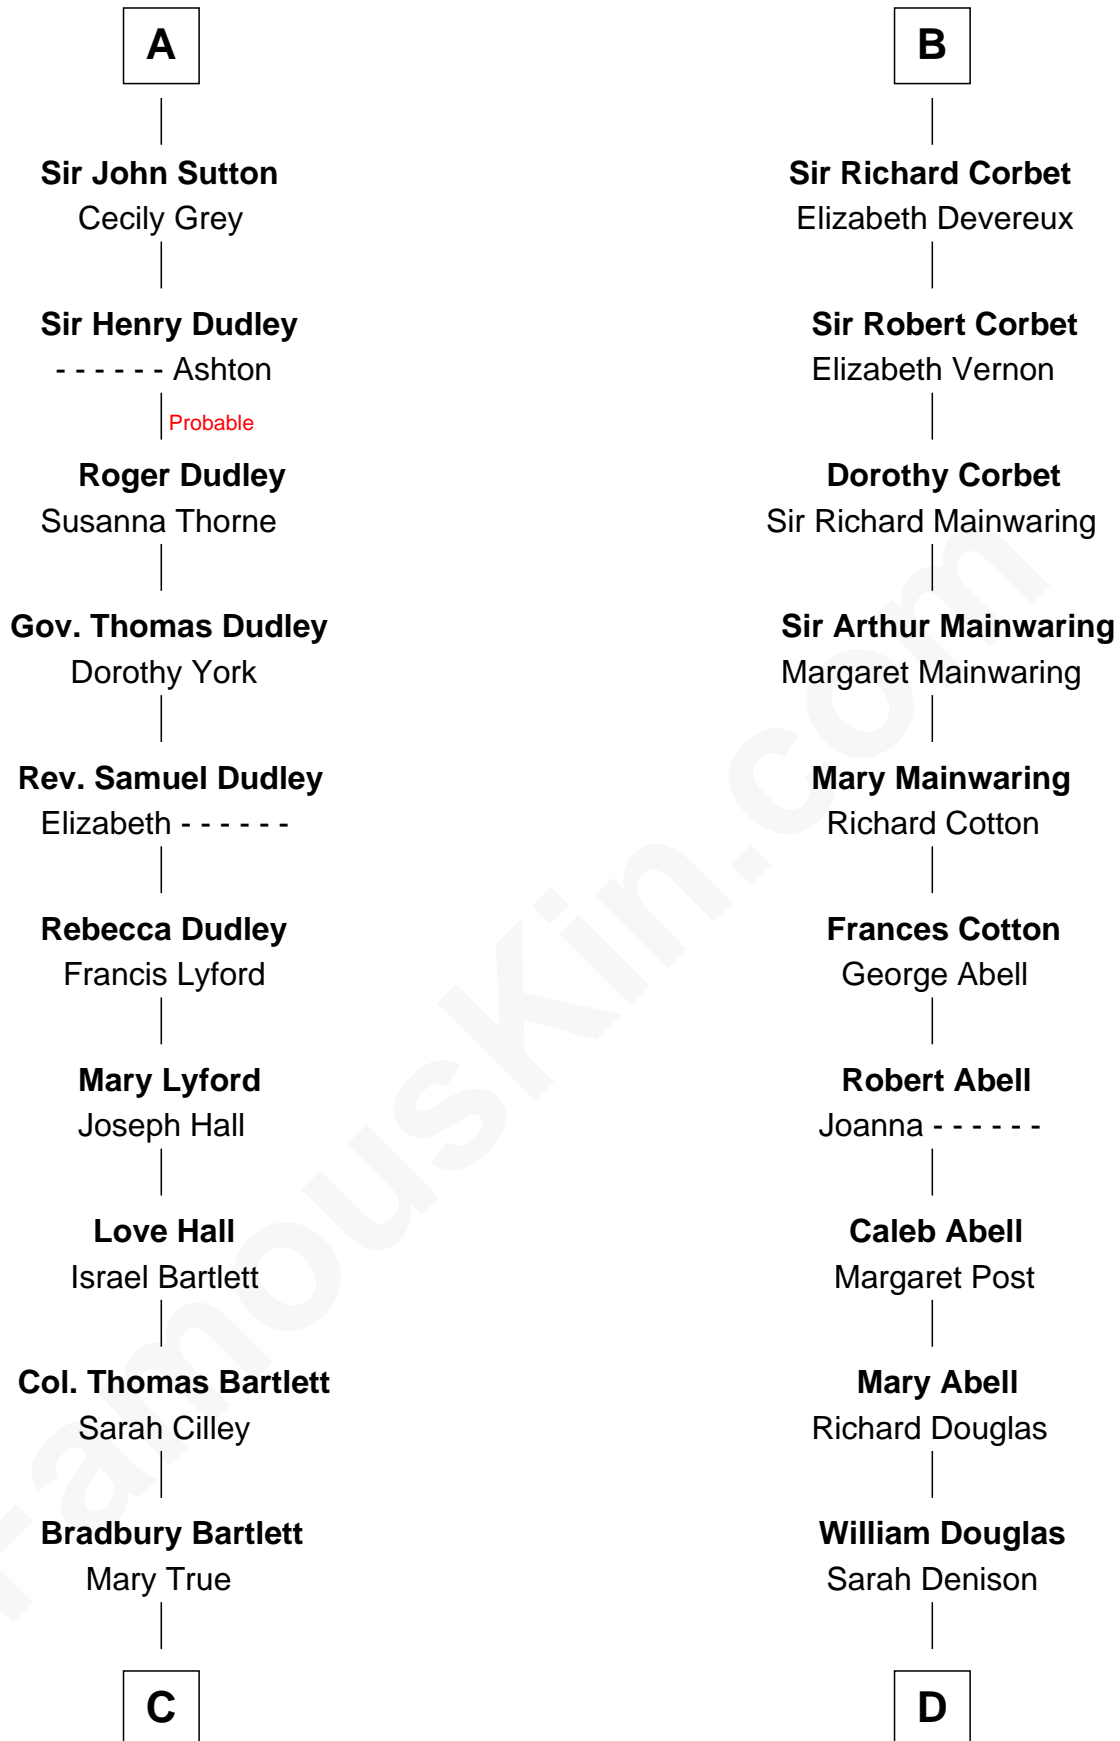 A
Sir John Sutton
Cecily Grey
Sir Henry Dudley
- - - - - - Ashton
Probable
Roger Dudley
Susanna Thorne
Gov. Thomas Dudley
Dorothy York
Rev. Samuel Dudley
Elizabeth - - - - - -
Rebecca Dudley
Francis Lyford
Mary Lyford
Joseph Hall
Love Hall
Israel Bartlett
Col. Thomas Bartlett
Sarah Cilley
Bradbury Bartlett
Mary True
C
B
Sir Richard Corbet
Elizabeth Devereux
Sir Robert Corbet
Elizabeth Vernon
Dorothy Corbet
Sir Richard Mainwaring
Sir Arthur Mainwaring
Margaret Mainwaring
Mary Mainwaring
Richard Cotton
Frances Cotton
George Abell
Robert Abell
Joanna - - - - - -
Caleb Abell
Margaret Post
Mary Abell
Richard Douglas
William Douglas
Sarah Denison
D
FamousKin.com